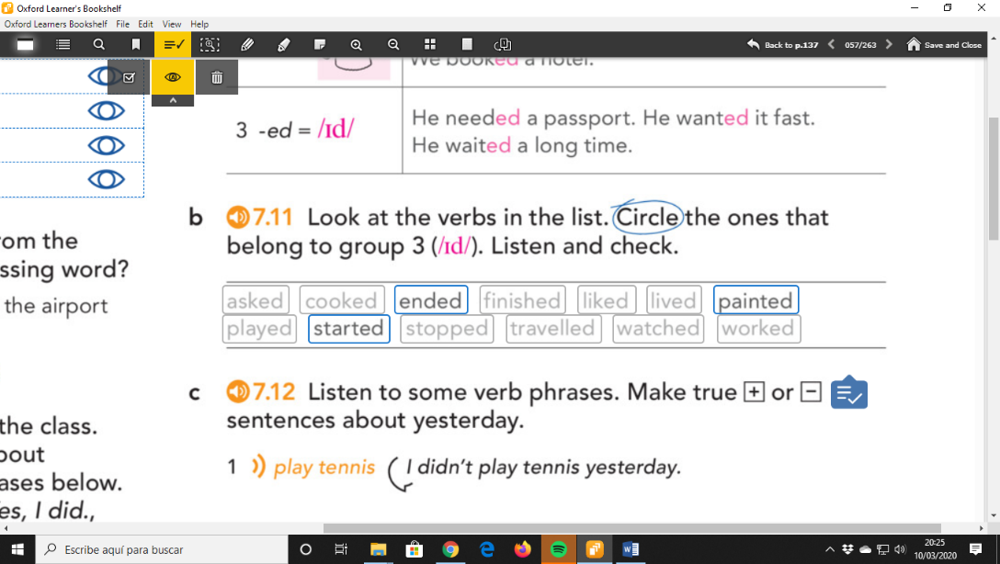 Oxford Learner's Bookshelf
Oxford Learners Bookshelf File Edit View Help
Back to p.137 057/263 Save and Close
We booked a hotel.
3 -ed = /ɪd/
He needed a passport. He wanted it fast.
He waited a long time.
b 7.11 Look at the verbs in the list. Circle the ones that
belong to group 3 (/ɪd/). Listen and check.
asked cooked ended finished liked lived painted
played started stopped travelled watched worked
c 7.12 Listen to some verb phrases. Make true + or −
sentences about yesterday.
1 play tennis I didn't play tennis yesterday.
om the
ssing word?
the airport
the class.
bout
ases below.
es, I did.,
Escribe aquí para buscar
20:25
10/03/2020